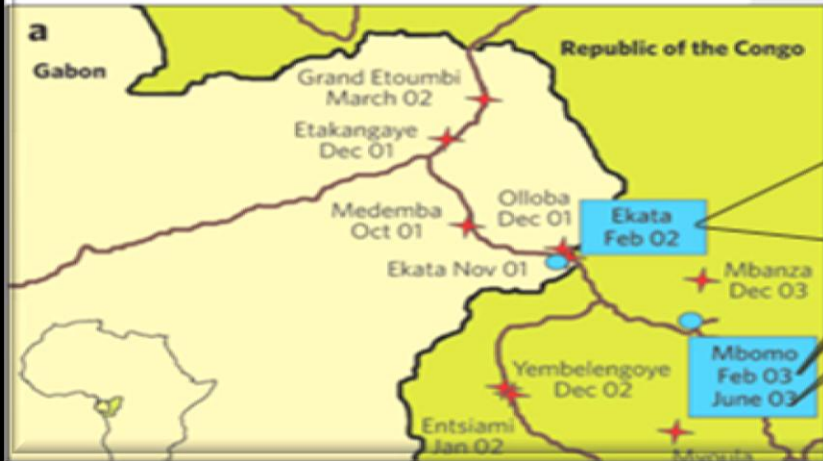 a
Gabon
Republic of the Congo
Grand Etoumbi
March 02
Etakangaye
Dec 01
Medemba
Oct 01
Olloba
Dec 01
Ekata
Feb 02
Ekata Nov 01
Mbanza
Dec 03
Mbomo
Feb 03
June 03
Yembelengoye
Dec 02
Entsiami
Jan 02